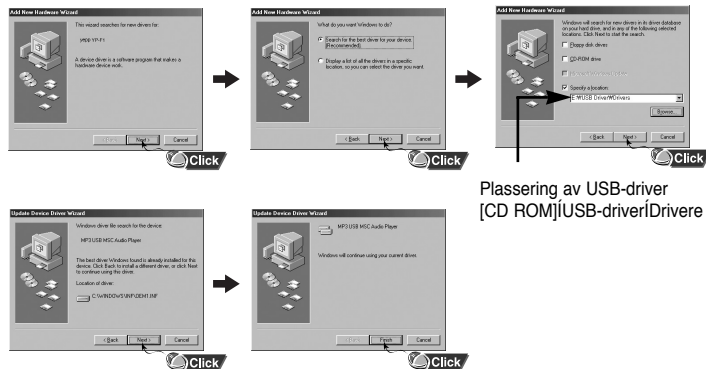 Add New Hardware Wizard
This wizard searches for new drivers for:
yepp YP-F1
A device driver is a software program that makes a
hardware device work.
Next >
Cancel
Click
Add New Hardware Wizard
What do you want Windows to do?
Search for the best driver for your device.
(Recommended).
Display a list of all the drivers in a specific
location, so you can select the driver you want.
< Back
Next >
Cancel
Click
Add New Hardware Wizard
Windows will search for new drivers in its driver database
on your hard drive, and in any of the following selected
locations. Click Next to start the search.
Floppy disk drives
CD-ROM drive
Microsoft Windows Update
Specify a location:
E:\USB Driver\Drivers
Browse...
< Back
Next >
Cancel
Click
Plassering av USB-driver
[CD ROM]ÍUSB-driverÍDrivere
Update Device Driver Wizard
Windows driver file search for the device:
MP3 USB MSC Audio Player
The best driver Windows found is already installed for this
device. Click Back to install a different driver, or click Next
to continue using this driver.
Location of driver:
C:\WINDOWS\INF\OEM1.INF
< Back
Next >
Cancel
Click
Update Device Driver Wizard
MP3 USB MSC Audio Player
Windows will continue using your current driver.
Finish
Cancel
Click